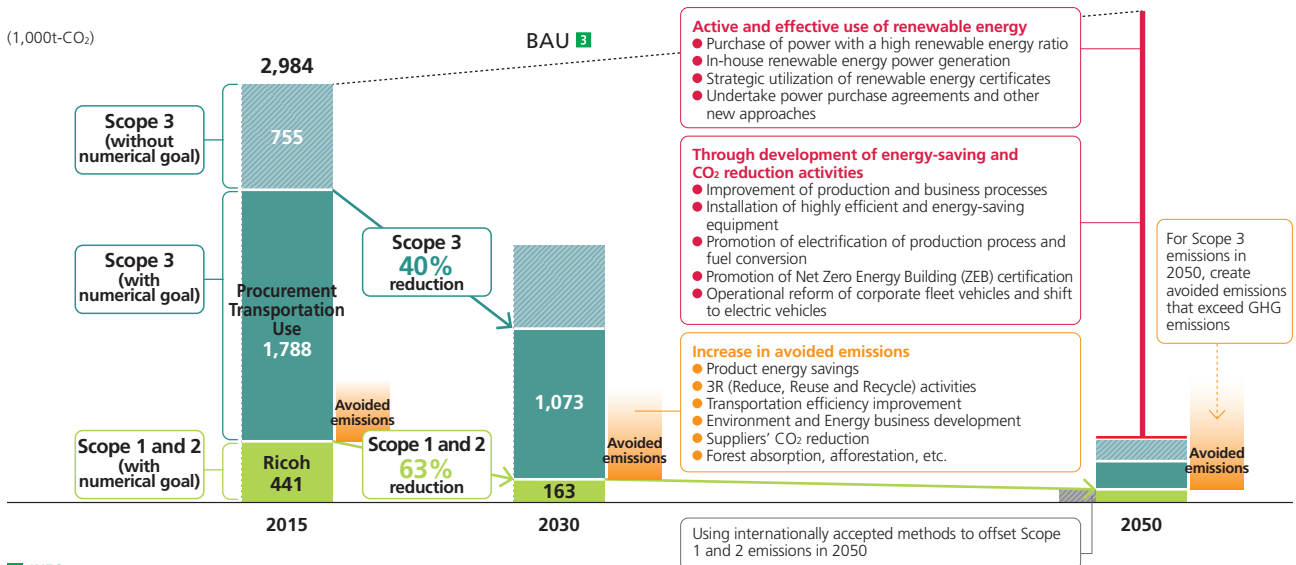 (1,000t-CO₂)
2,984
BAU 3
Scope 3
(without
numerical goal)
755
Scope 3
(with
numerical goal)
Procurement
Transportation
Use
1,788
Scope 1 and 2
(with
numerical goal)
Ricoh
441
Avoided
emissions
2015
Scope 3
40%
reduction
Scope 1 and 2
63%
reduction
1,073
163
Avoided
emissions
2030
Active and effective use of renewable energy
● Purchase of power with a high renewable energy ratio
● In-house renewable energy power generation
● Strategic utilization of renewable energy certificates
● Undertake power purchase agreements and other
new approaches
Through development of energy-saving and
CO₂ reduction activities
● Improvement of production and business processes
● Installation of highly efficient and energy-saving
equipment
● Promotion of electrification of production process and
fuel conversion
● Promotion of Net Zero Energy Building (ZEB) certification
● Operational reform of corporate fleet vehicles and shift
to electric vehicles
Increase in avoided emissions
● Product energy savings
● 3R (Reduce, Reuse and Recycle) activities
● Transportation efficiency improvement
● Environment and Energy business development
● Suppliers' CO₂ reduction
● Forest absorption, afforestation, etc.
Using internationally accepted methods to offset Scope
1 and 2 emissions in 2050
For Scope 3
emissions in
2050, create
avoided emissions
that exceed GHG
emissions
Avoided
emissions
2050